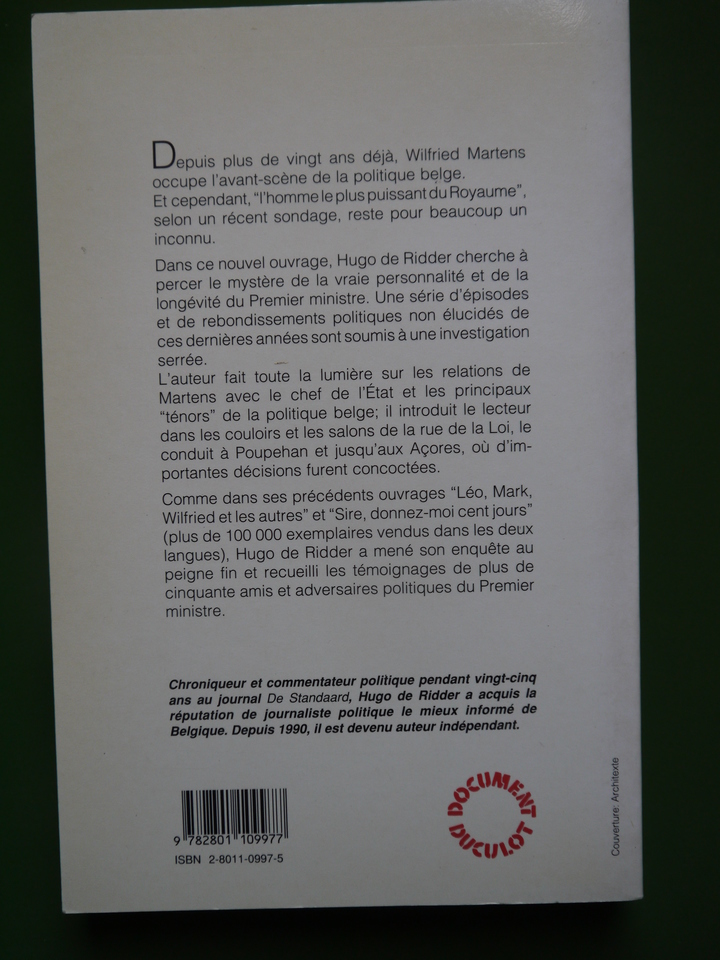 Depuis plus de vingt ans déjà, Wilfried Martens
occupe l'avant-scène de la politique belge.
Et cependant, "l'homme le plus puissant du Royaume",
selon un récent sondage, reste pour beaucoup un
inconnu.
Dans ce nouvel ouvrage, Hugo de Ridder cherche à
percer le mystère de la vraie personnalité et de la
longévité du Premier ministre. Une série d'épisodes
et de rebondissements politiques non élucidés de
ces dernières années sont soumis à une investigation
serrée.
L'auteur fait toute la lumière sur les relations de
Martens avec le chef de l'État et les principaux
"ténors" de la politique belge; il introduit le lecteur
dans les couloirs et les salons de la rue de la Loi, le
conduit à Poupehan et jusqu'aux Açores, où d'im-
portantes décisions furent concoctées.
Comme dans ses précédents ouvrages "Léo, Mark,
Wilfried et les autres" et "Sire, donnez-moi cent jours"
(plus de 100 000 exemplaires vendus dans les deux
langues), Hugo de Ridder a mené son enquête au
peigne fin et recueilli les témoignages de plus de
cinquante amis et adversaires politiques du Premier
ministre.
Chroniqueur et commentateur politique pendant vingt-cinq
ans au journal De Standaard, Hugo de Ridder a acquis la
réputation de journaliste politique le mieux informé de
Belgique. Depuis 1990, il est devenu auteur indépendant.
9 782801 109977
ISBN 2-8011-0997-5
DOCUMENT
DUCULOT
Couverture: Architexte